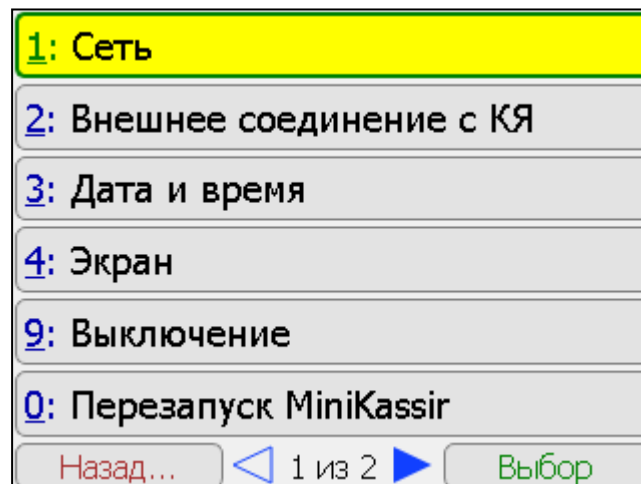 1: Сеть
2: Внешнее соединение с КЯ
3: Дата и время
4: Экран
9: Выключение
0: Перезапуск MiniKassir
Назад... 1 из 2 Выбор